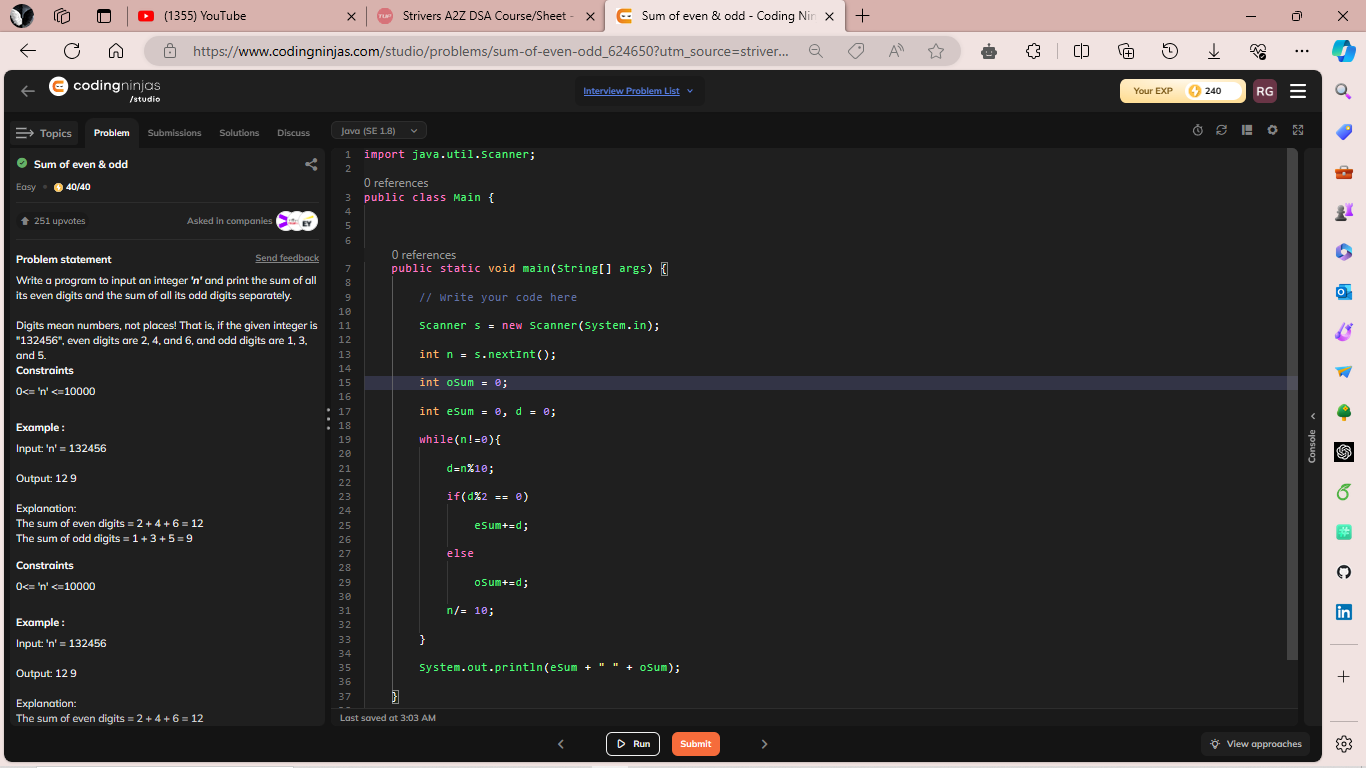 (1355) YouTube
Strivers A2Z DSA Course/Sheet -
Sum of even & odd - Coding Nin
https://www.codingninjas.com/studio/problems/sum-of-even-odd_624650?utm_source=striver...
codingninjas
/studio
Interview Problem List
Your EXP 240
RG
Topics
Problem
Submissions
Solutions
Discuss
Java (SE 1.8)
Sum of even & odd
Easy 40/40
251 upvotes
Asked in companies
EY
Problem statement
Send feedback
Write a program to input an integer 'n' and print the sum of all
its even digits and the sum of all its odd digits separately.
Digits mean numbers, not places! That is, if the given integer is
"132456", even digits are 2, 4, and 6, and odd digits are 1, 3,
and 5.
Constraints
0<= 'n' <=10000
Example :
Input: 'n' = 132456
Output: 12 9
Explanation:
The sum of even digits = 2 + 4 + 6 = 12
The sum of odd digits = 1 + 3 + 5 = 9
Constraints
0<= 'n' <=10000
Example :
Input: 'n' = 132456
Output: 12 9
Explanation:
The sum of even digits = 2 + 4 + 6 = 12
1 import java.util.Scanner;
2
0 references
3 public class Main {
4
5
6
0 references
7 public static void main(String[] args) {
8
9 // Write your code here
10
11 Scanner s = new Scanner(System.in);
12
13 int n = s.nextInt();
14
15 int oSum = 0;
16
17 int eSum = 0, d = 0;
18
19 while(n!=0){
20
21 d=n%10;
22
23 if(d%2 == 0)
24
25 eSum+=d;
26
27 else
28
29 oSum+=d;
30
31 n/= 10;
32
33 }
34
35 System.out.println(eSum + " " + oSum);
36
37 }
Last saved at 3:03 AM
Console
Run
Submit
View approaches